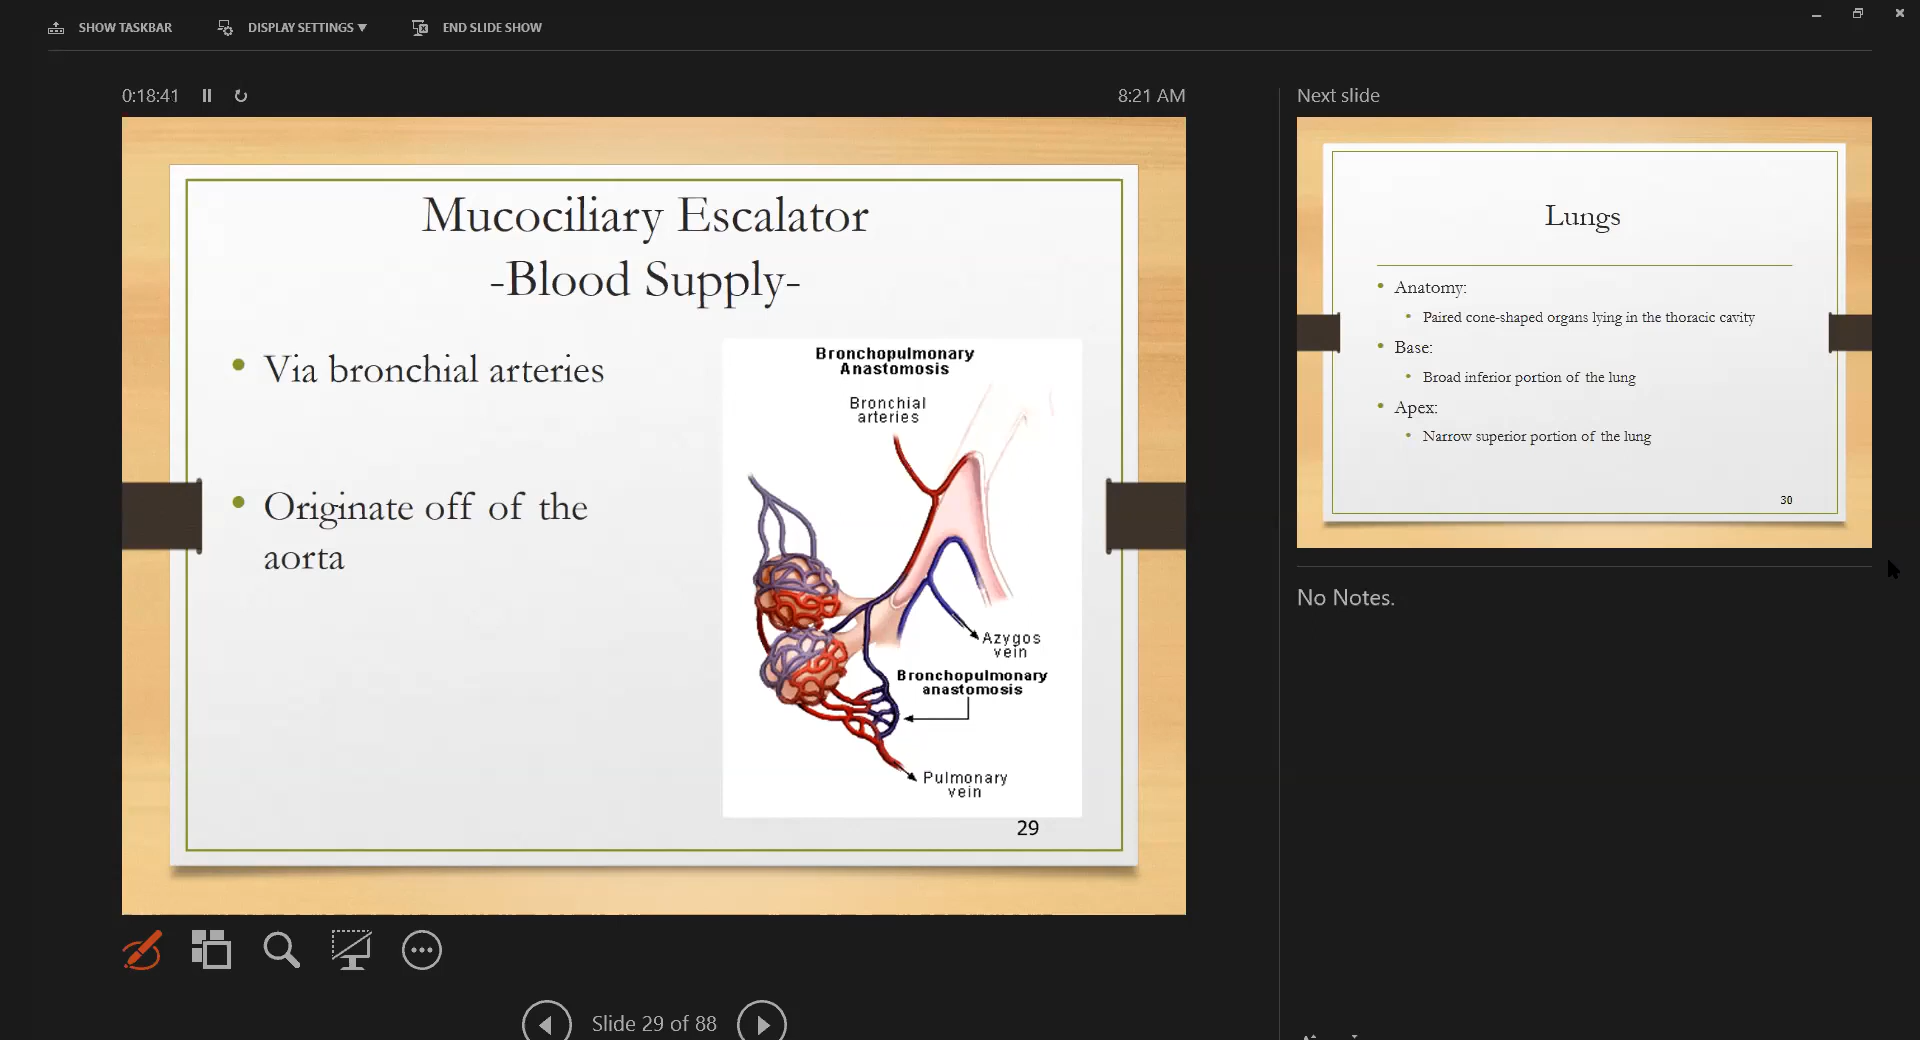 SHOW TASKBAR
DISPLAY SETTINGS
END SLIDE SHOW
0:18:41
8:21 AM
Mucociliary Escalator
-Blood Supply-
• Via bronchial arteries
• Originate off of the
aorta
Bronchopulmonary
Anastomosis
Bronchial
arteries
Azygos
vein
Bronchopulmonary
anastomosis
Pulmonary
vein
29
Slide 29 of 88
Next slide
Lungs
• Anatomy:
• Paired cone-shaped organs lying in the thoracic cavity
• Base:
• Broad inferior portion of the lung
• Apex:
• Narrow superior portion of the lung
30
No Notes.